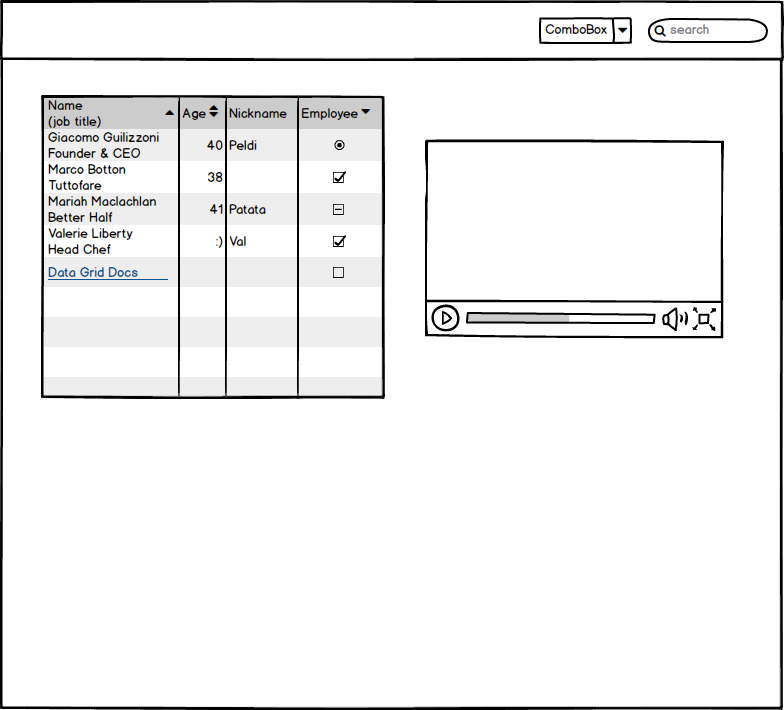 ComboBox
search
Name
(job title)
Age
Nickname
Employee
Giacomo Guilizzoni
Founder & CEO
40
Peldi
Marco Botton
Tuttofare
38
Mariah Maclachlan
Better Half
41
Patata
Valerie Liberty
Head Chef
:)
Val
Data Grid Docs